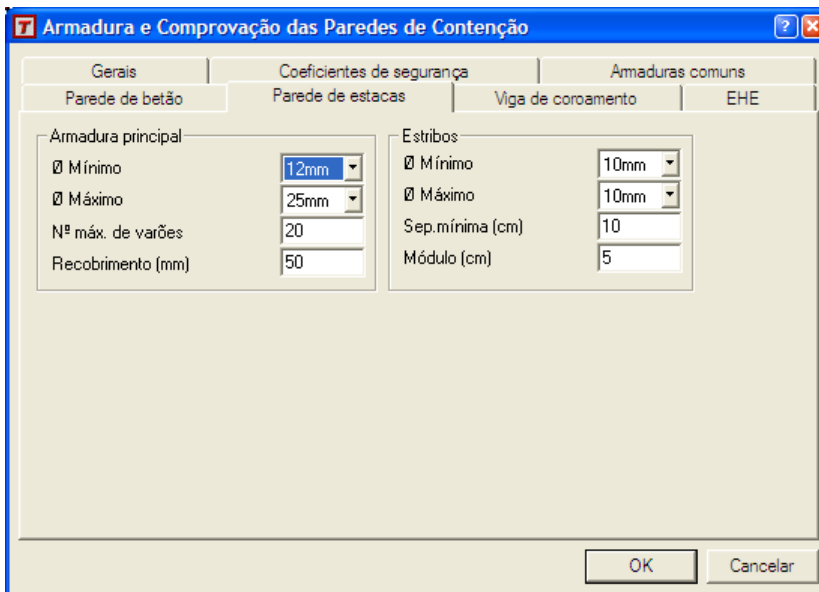 T Armadura e Comprovação das Paredes de Contenção ?
Gerais Coeficientes de segurança Armaduras comuns
Parede de betão Parede de estacas Viga de coroamento EHE
Armadura principal
Ø Mínimo 12mm
Ø Máximo 25mm
Nº máx. de varões 20
Recobrimento (mm) 50
Estribos
Ø Mínimo 10mm
Ø Máximo 10mm
Sep.mínima (cm) 10
Módulo (cm) 5
OK Cancelar